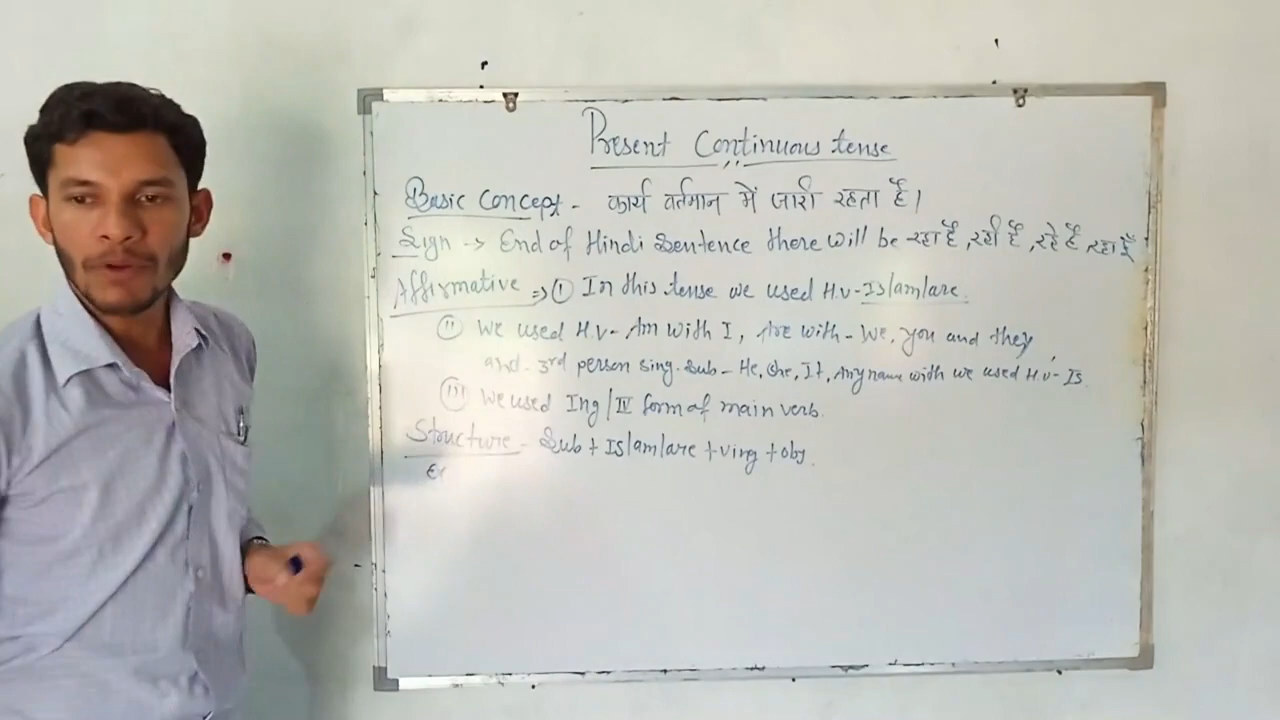 Present Continuous tense
Basic Concept - कार्य वर्तमान में जारी रहता है।
Sign -> End of Hindi Sentence there will be रहा है, रही है, रहे हैं, रहा हूँ
Affirmative => (I) In this tense we used H.V-Is/am/are.
(II) We used H.V- Am with I, Are with - We, you and they
and - 3rd person sing. Sub - He, She, It, Any name with we used H.V- Is.
(III) We used Ing/IV form of main verb.
Structure - Sub + Is/am/are + ving + obj.
Ex